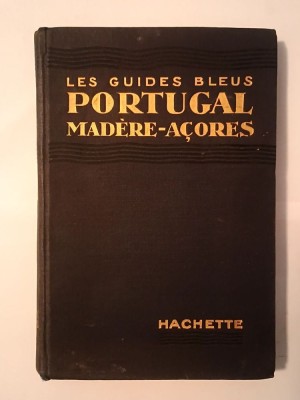 LES GUIDES BLEUS
PORTUGAL
MADÈRE-AÇORES
HACHETTE